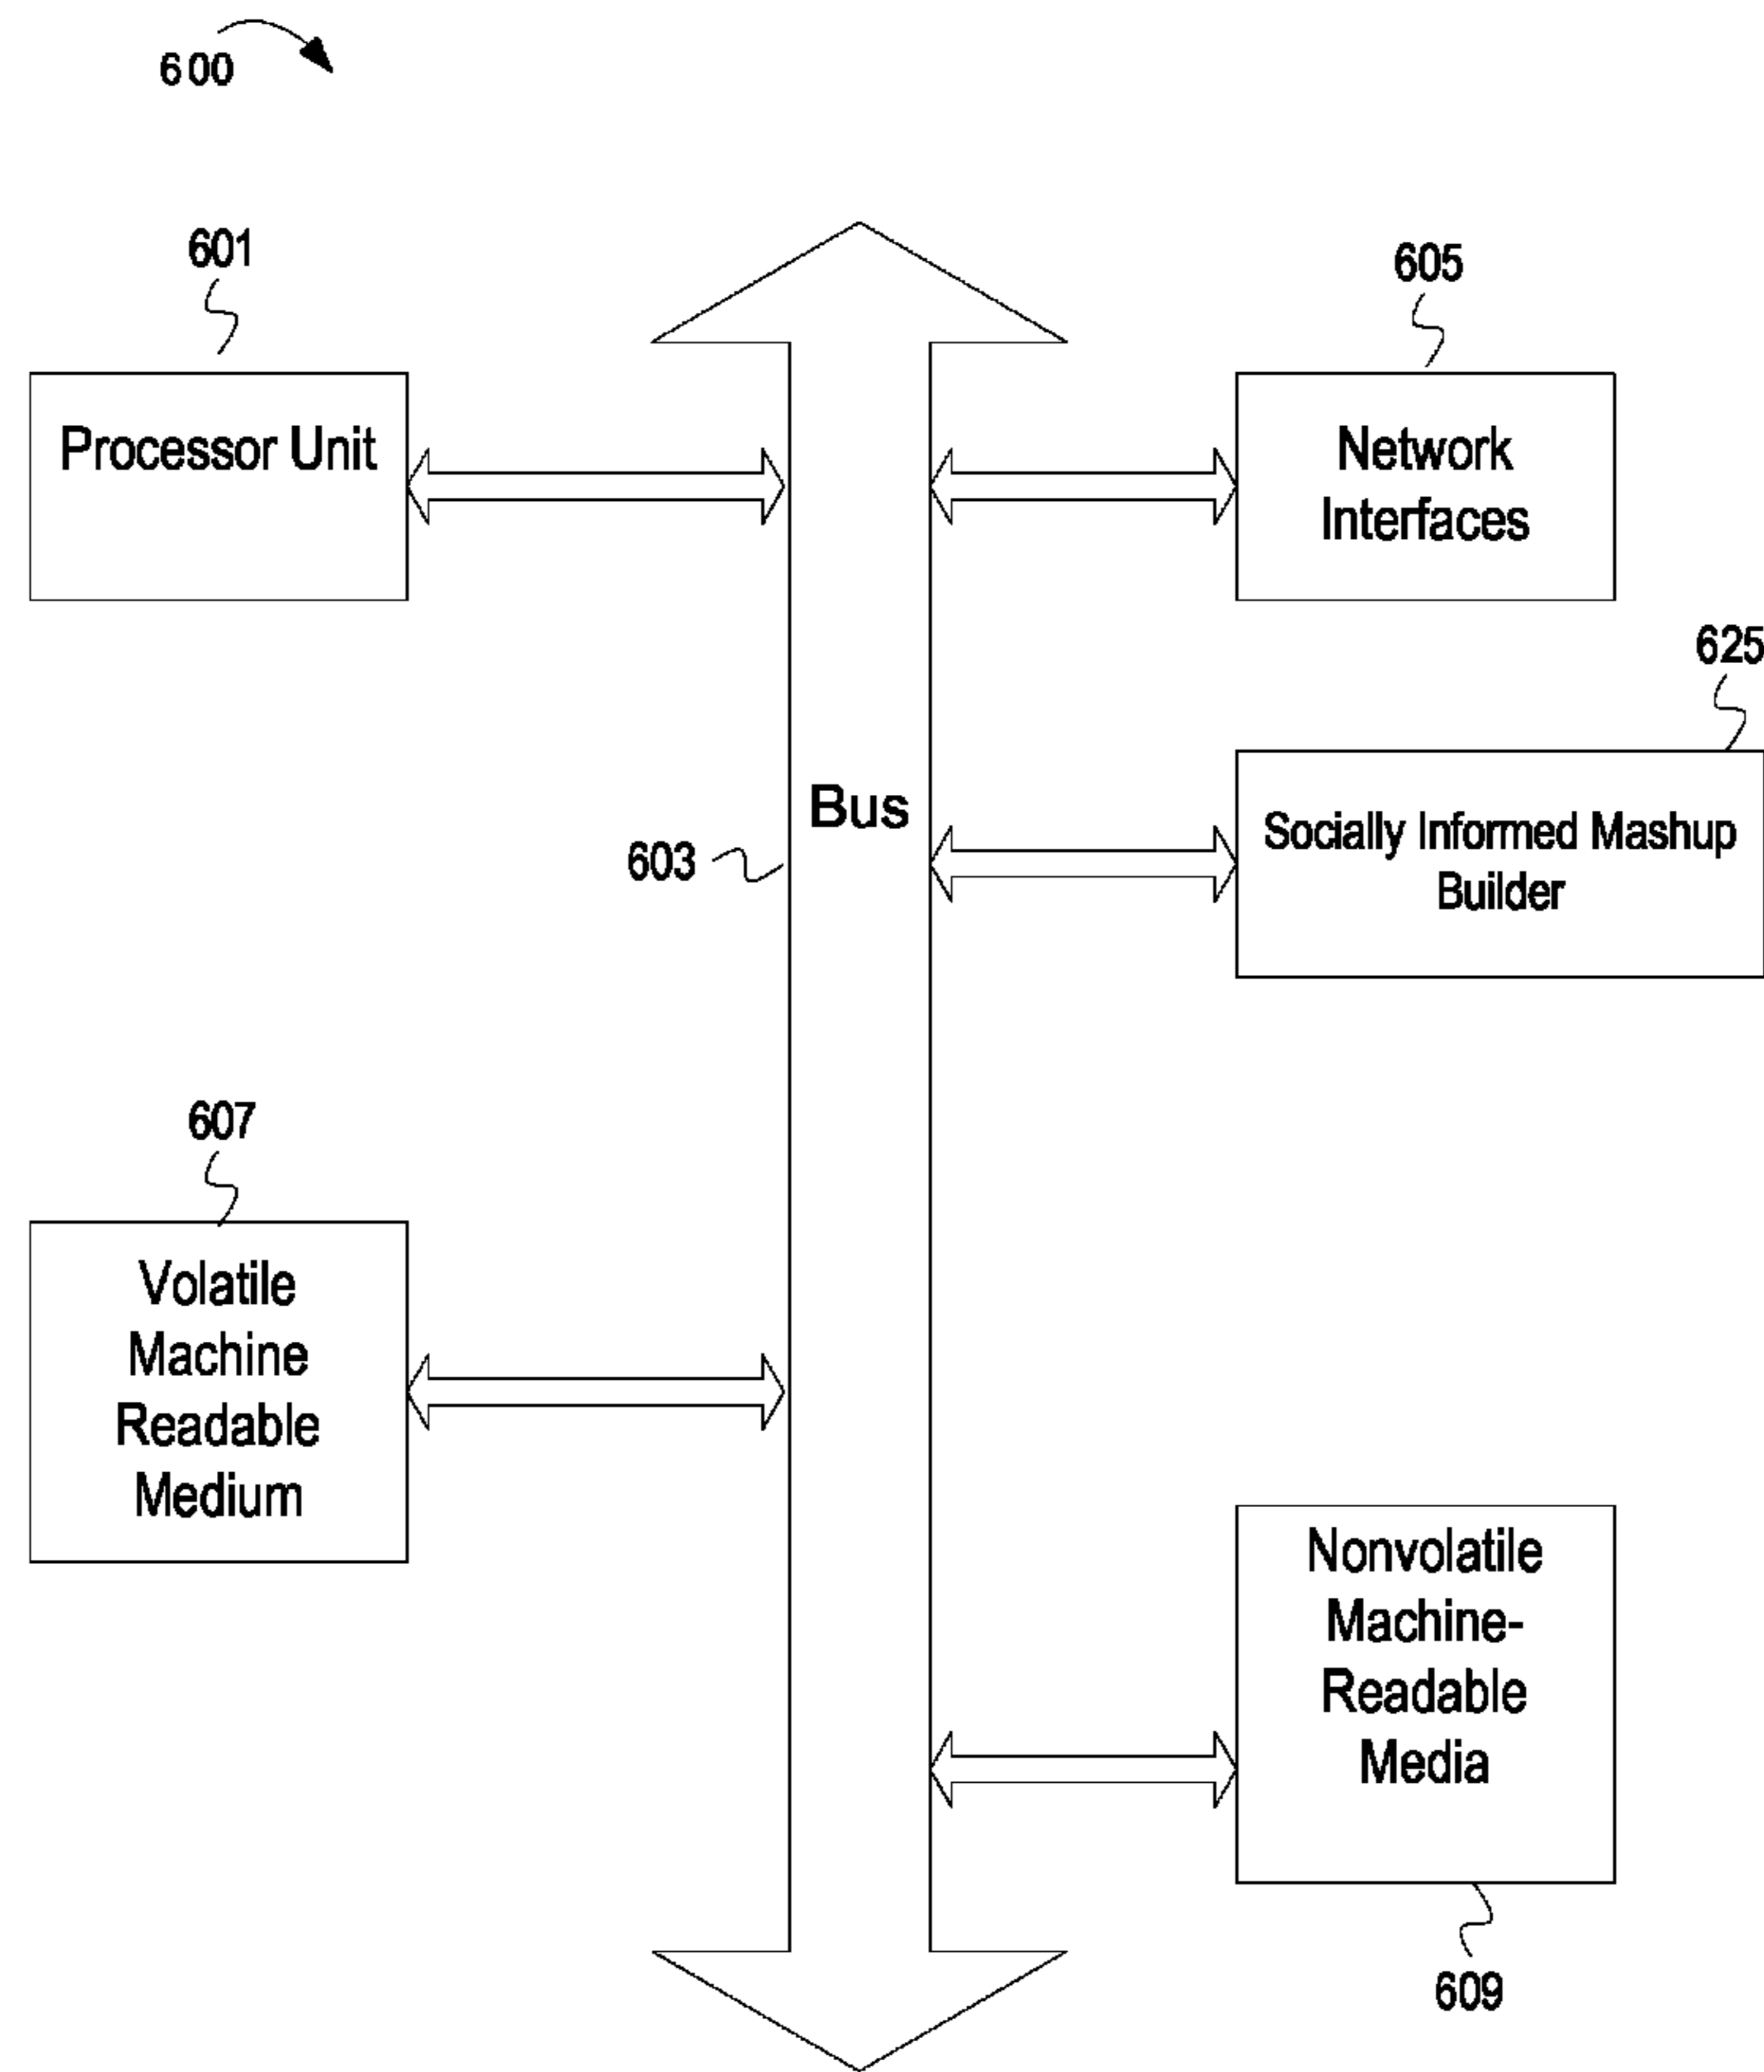 600
601
605
Processor Unit
Network
Interfaces
625
Bus
603
Socially Informed Mashup
Builder
607
Volatile
Machine
Readable
Medium
Nonvolatile
Machine-
Readable
Media
609